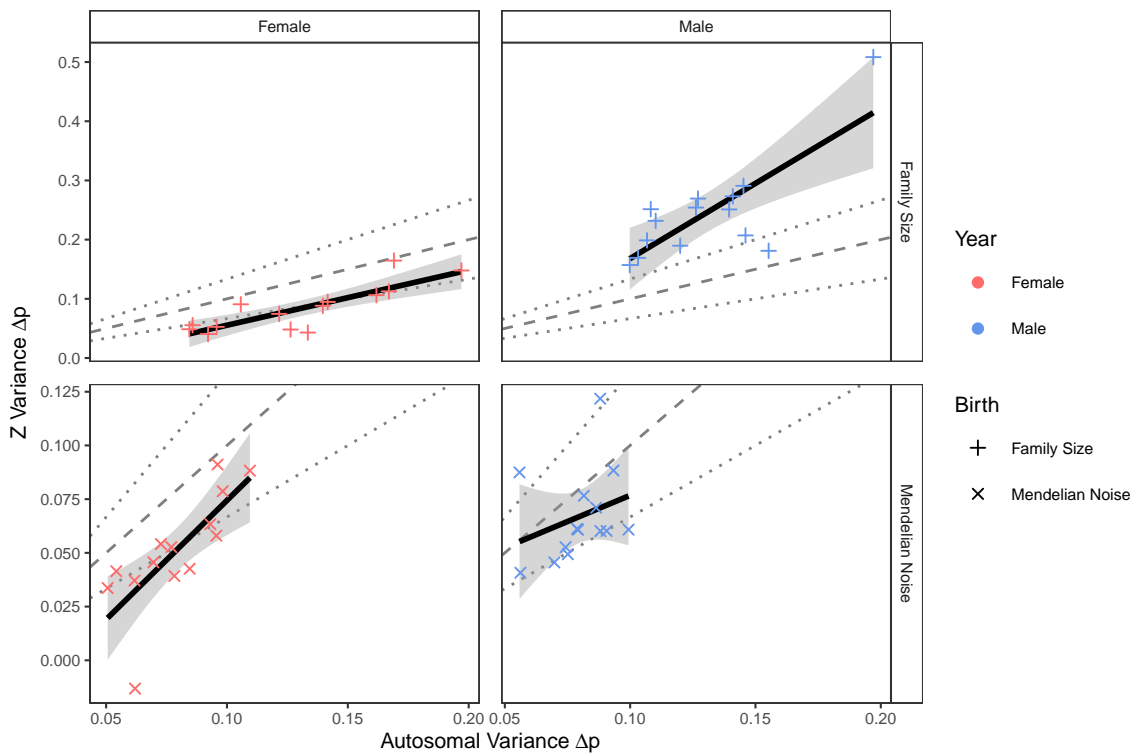 Female
Male
0.5
0.4
0.3
0.2
0.1
0.0
Family Size
Z Variance Δp
0.125
0.100
0.075
0.050
0.025
0.000
Mendelian Noise
0.05
0.10
0.15
0.20
0.05
0.10
0.15
0.20
Autosomal Variance Δp
Year
Female
Male
Birth
Family Size
Mendelian Noise